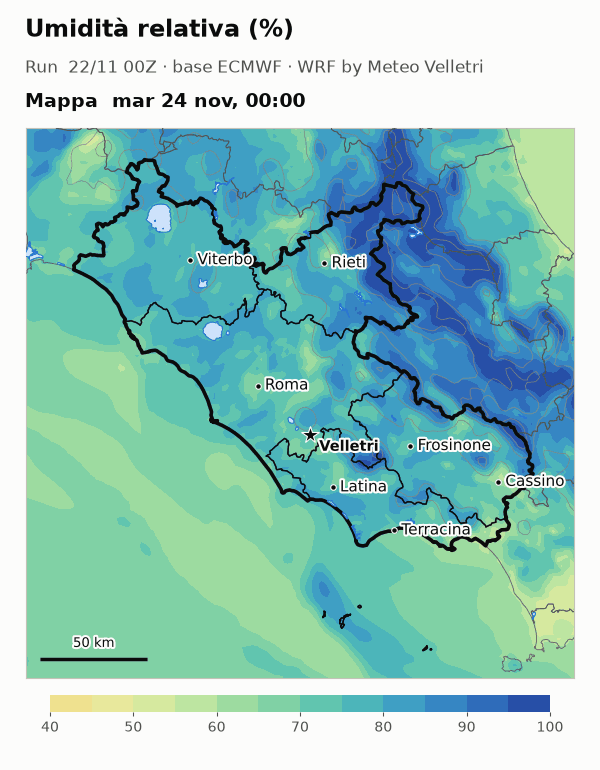 Umidità relativa (%)
Run  22/11 00Z · base ECMWF · WRF by Meteo Velletri
Mappa  mar 24 nov, 00:00
Viterbo
Rieti
Roma
Velletri
Frosinone
Cassino
Latina
Terracina
50 km
40 50 60 70 80 90 100